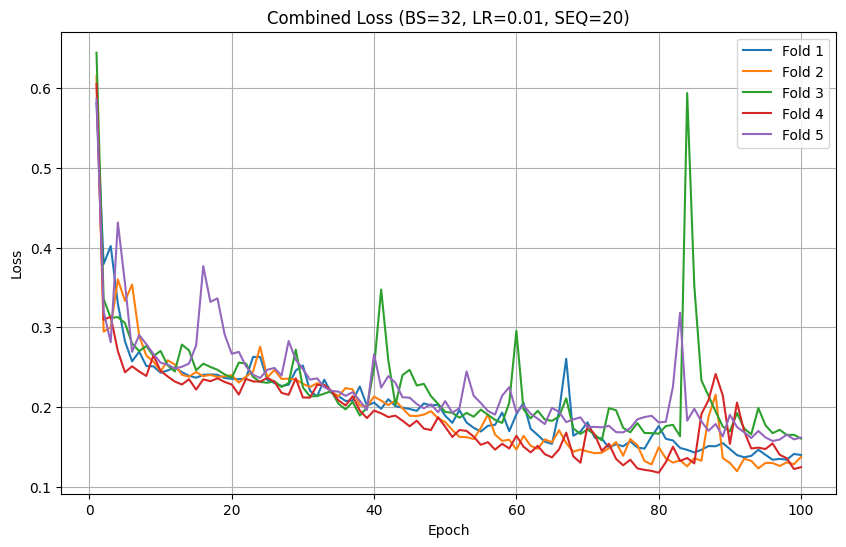 Combined Loss (BS=32, LR=0.01, SEQ=20)
Fold 1
Fold 2
Fold 3
Fold 4
Fold 5
Loss
0.6
0.5
0.4
0.3
0.2
0.1
0
20
40
60
80
100
Epoch